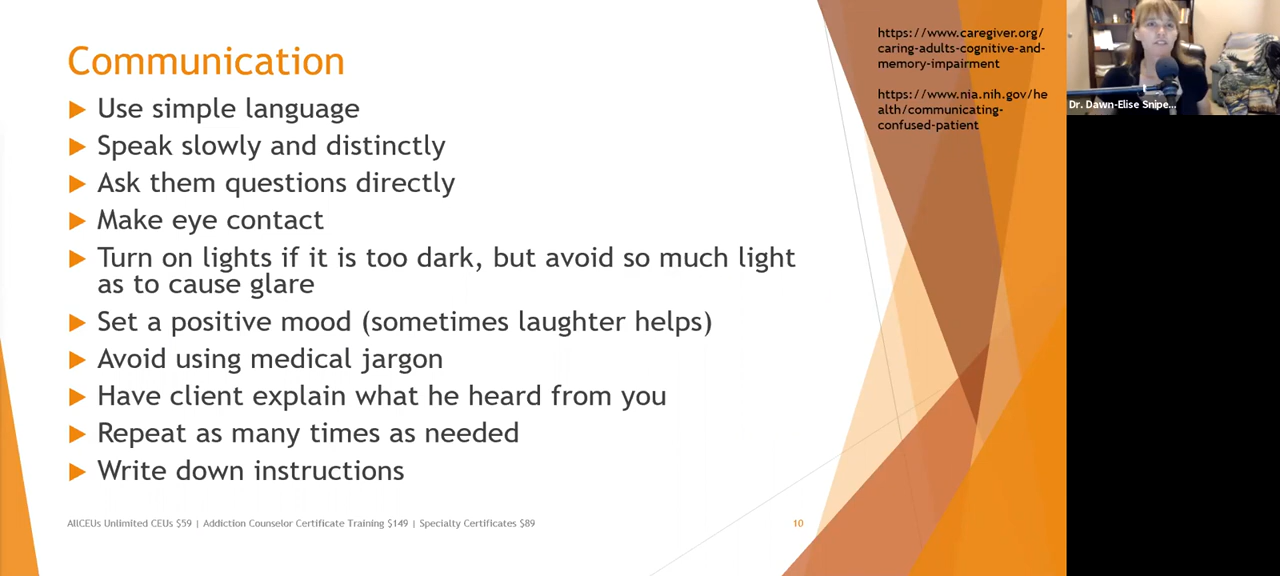 Communication
Use simple language
Speak slowly and distinctly
Ask them questions directly
Make eye contact
Turn on lights if it is too dark, but avoid so much light
as to cause glare
Set a positive mood (sometimes laughter helps)
Avoid using medical jargon
Have client explain what he heard from you
Repeat as many times as needed
Write down instructions
AllCEUs Unlimited CEUs $59 | Addiction Counselor Certificate Training $149 | Specialty Certificates $89
10
https://www.caregiver.org/
caring-adults-cognitive-and-
memory-impairment
https://www.nia.nih.gov/he
alth/communicating-
confused-patient
Dr. Dawn-Elise Snipe...